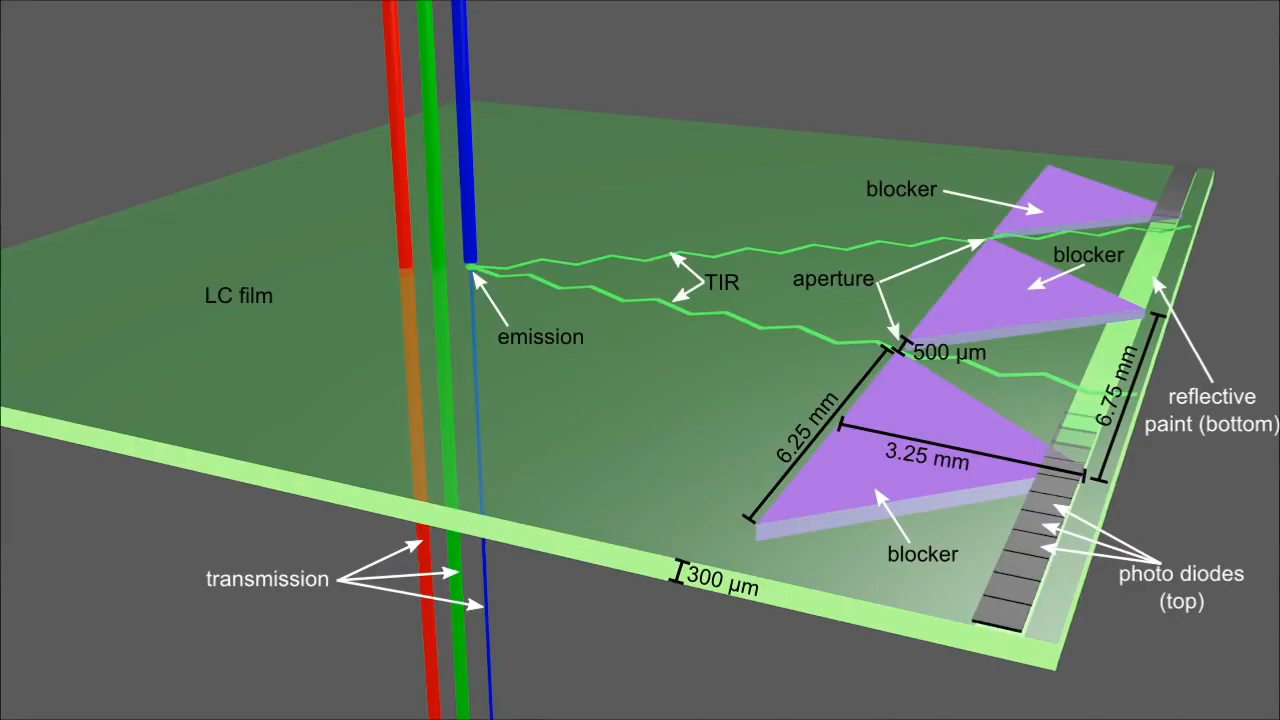 blocker
blocker
TIR
aperture
LC film
emission
500 µm
6.25 mm
6.75 mm
reflective
paint (bottom)
3.25 mm
blocker
photo diodes
(top)
transmission
300 µm